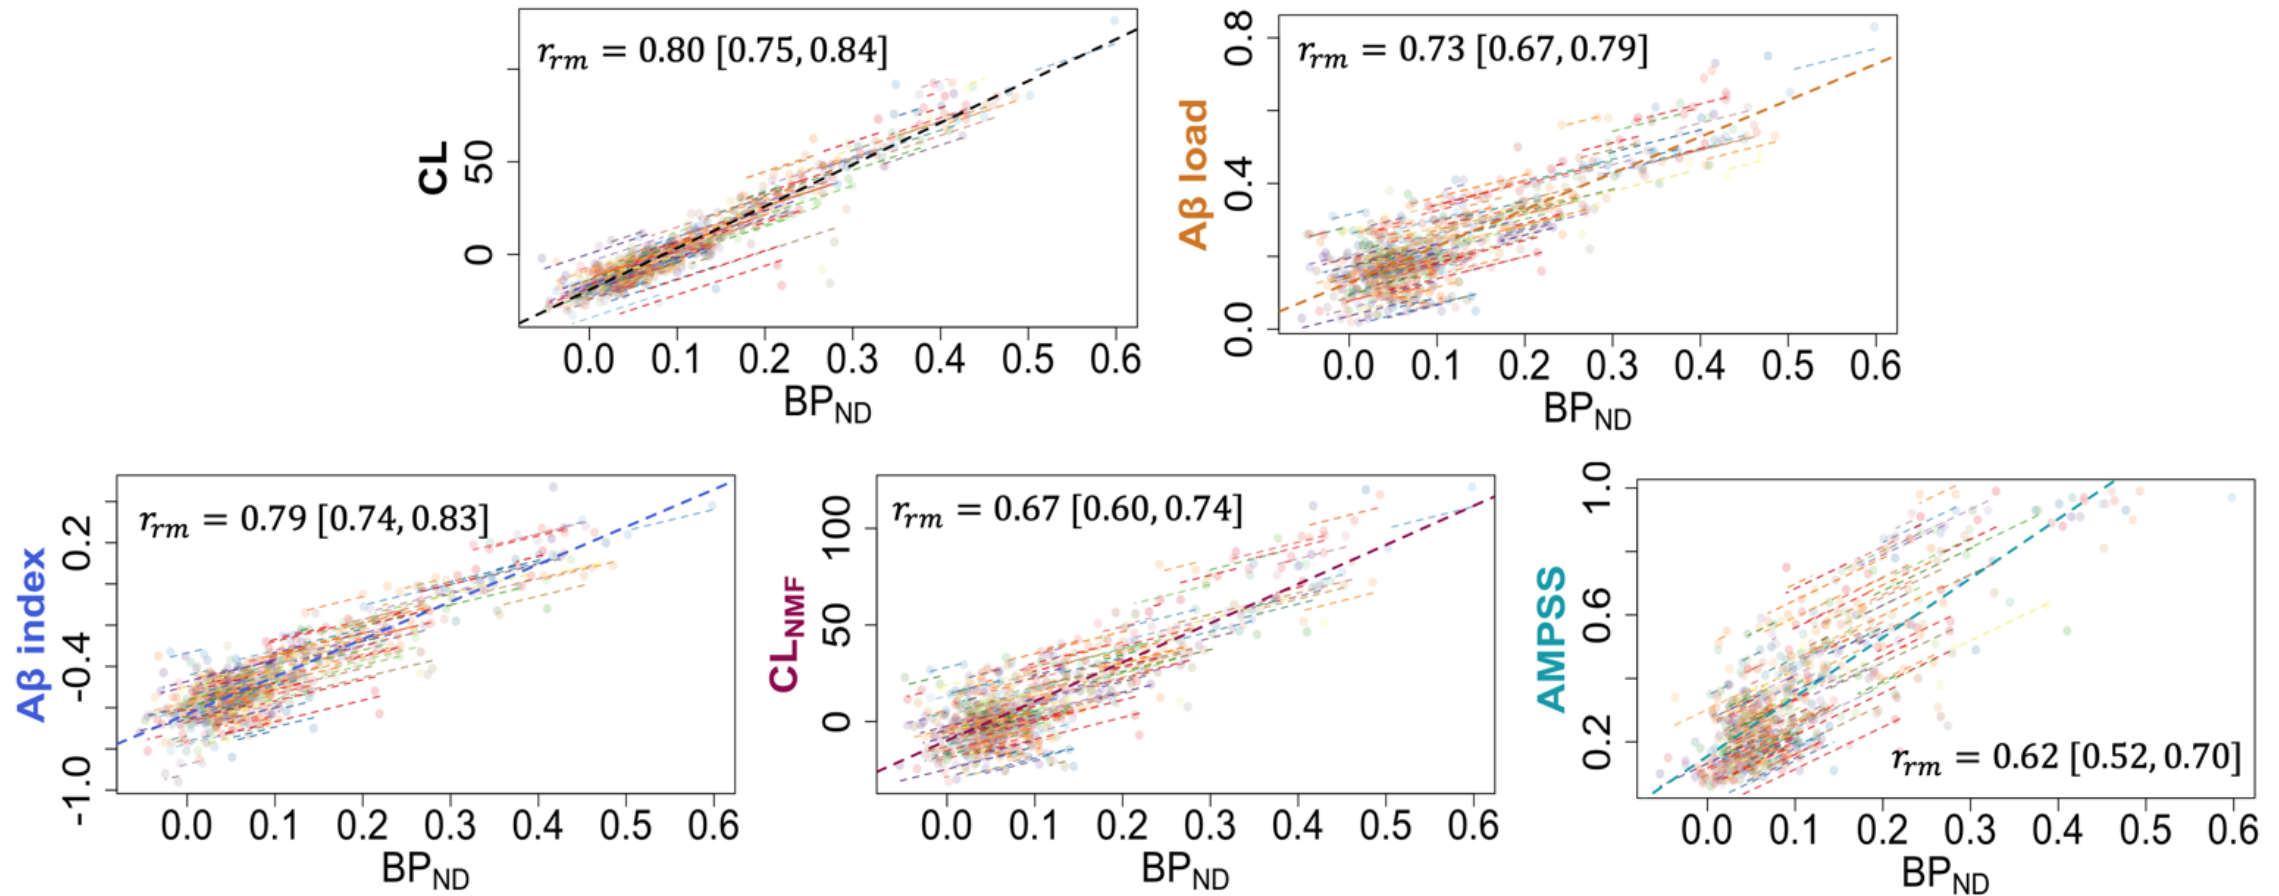 r_rm = 0.80 [0.75, 0.84]
CL
50
0
0.0 0.1 0.2 0.3 0.4 0.5 0.6
BP_ND
r_rm = 0.73 [0.67, 0.79]
Aβ load
0.8
0.4
0.0
0.0 0.1 0.2 0.3 0.4 0.5 0.6
BP_ND
r_rm = 0.79 [0.74, 0.83]
Aβ index
0.2
-0.4
-1.0
0.0 0.1 0.2 0.3 0.4 0.5 0.6
BP_ND
r_rm = 0.67 [0.60, 0.74]
CL_NMF
100
50
0
0.0 0.1 0.2 0.3 0.4 0.5 0.6
BP_ND
AMPSS
1.0
0.6
0.2
r_rm = 0.62 [0.52, 0.70]
0.0 0.1 0.2 0.3 0.4 0.5 0.6
BP_ND